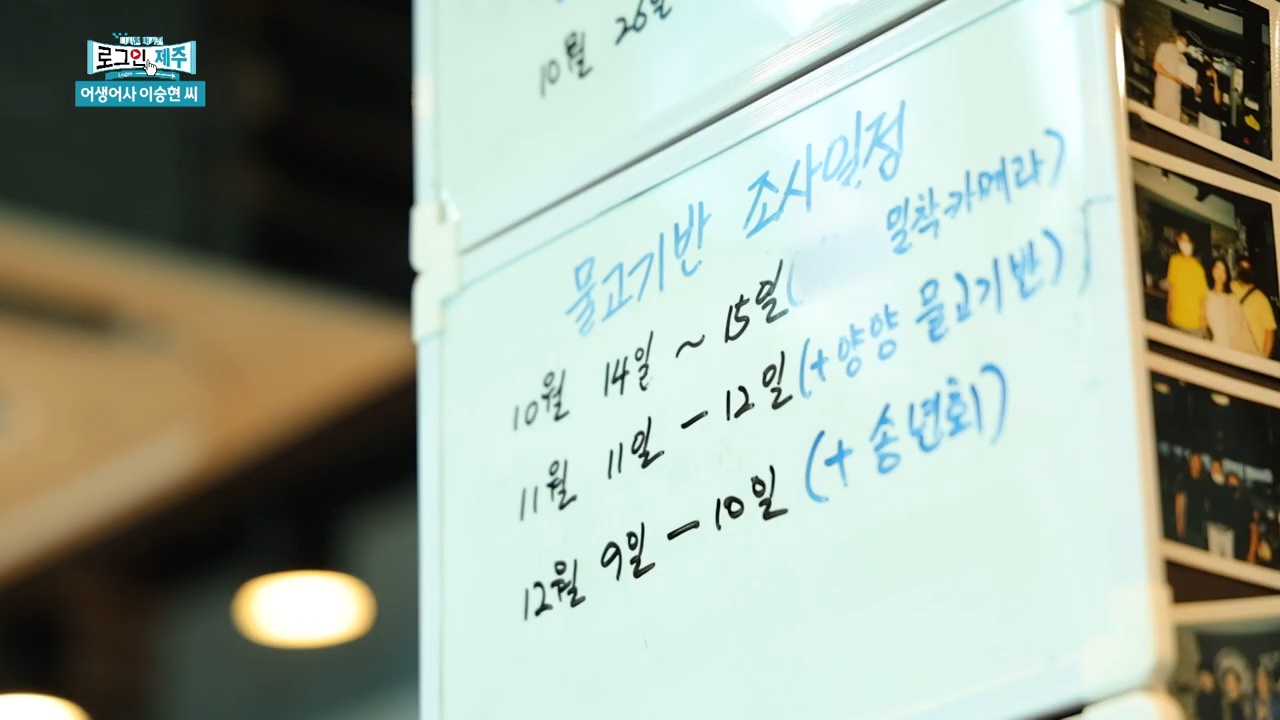 로그인 제주
Login
어생어사 이승현 씨
26일
10월
물고기반 조사일정
10월 14일 ~ 15일( 밀착카메라)
11월 11일 - 12일 (+양양 물고기반)
12월 9일 - 10일 (+ 송년회)